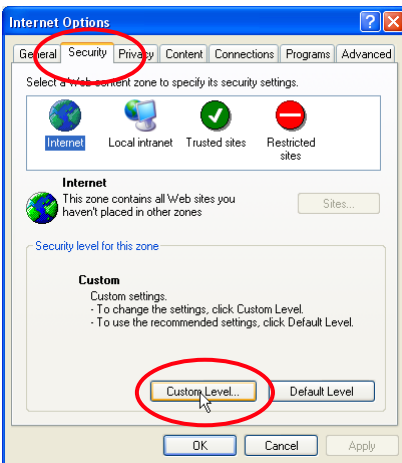 Internet Options
General Security Privacy Content Connections Programs Advanced
Select a Web content zone to specify its security settings.
Internet Local intranet Trusted sites Restricted sites
Internet
This zone contains all Web sites you
haven't placed in other zones
Sites...
Security level for this zone
Custom
Custom settings.
- To change the settings, click Custom Level.
- To use the recommended settings, click Default Level.
Custom Level... Default Level
OK Cancel Apply